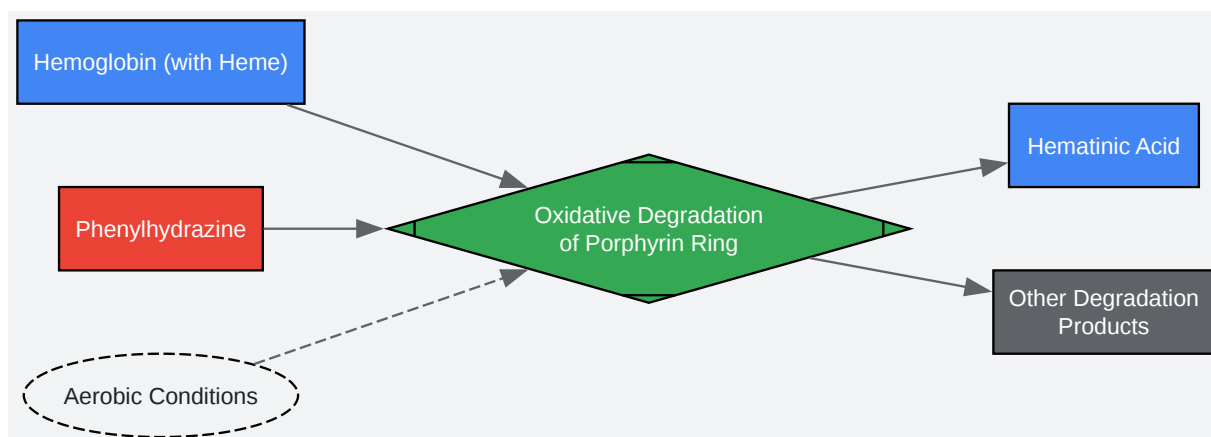 Hemoglobin (with Heme)
Phenylhydrazine
Aerobic Conditions
Oxidative Degradation
of Porphyrin Ring
Hematinic Acid
Other Degradation
Products